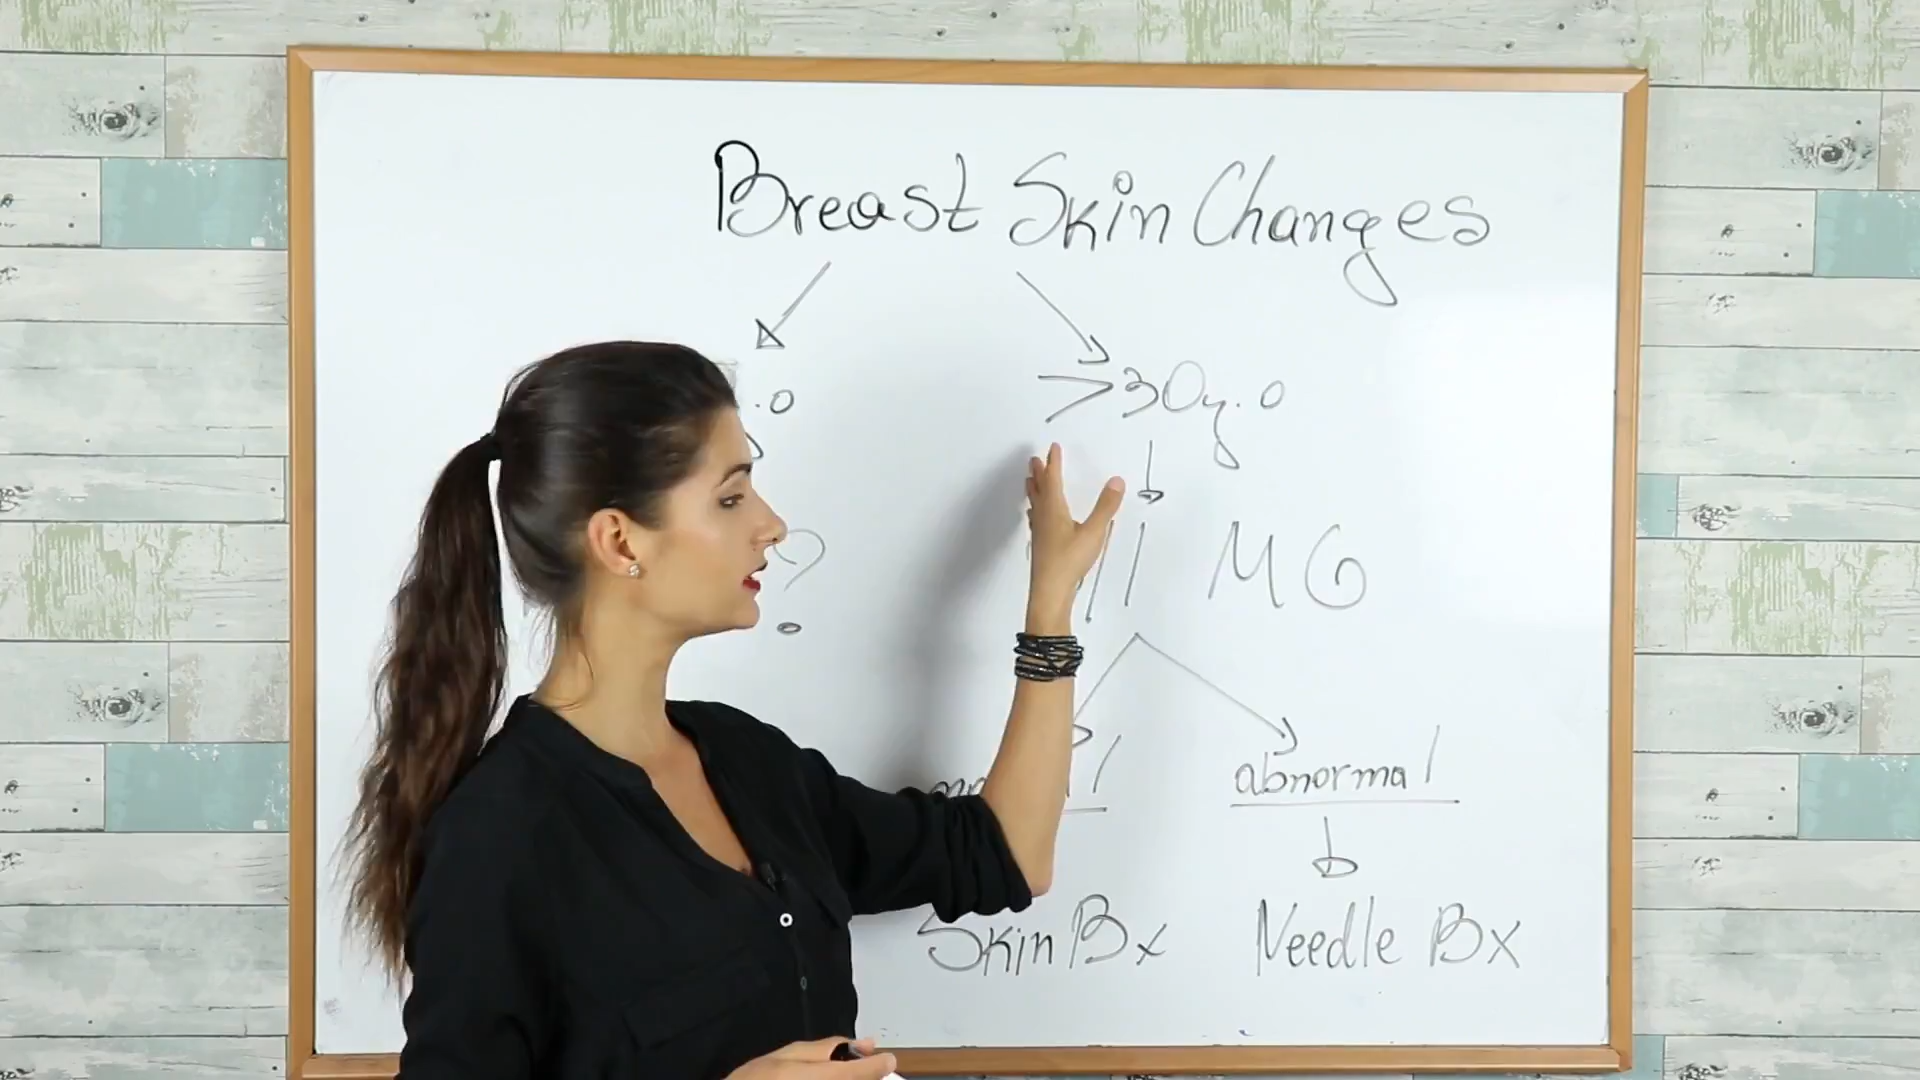 Breast Skin Changes
>30y.o
?
MG
abnormal
Skin Bx
Needle Bx